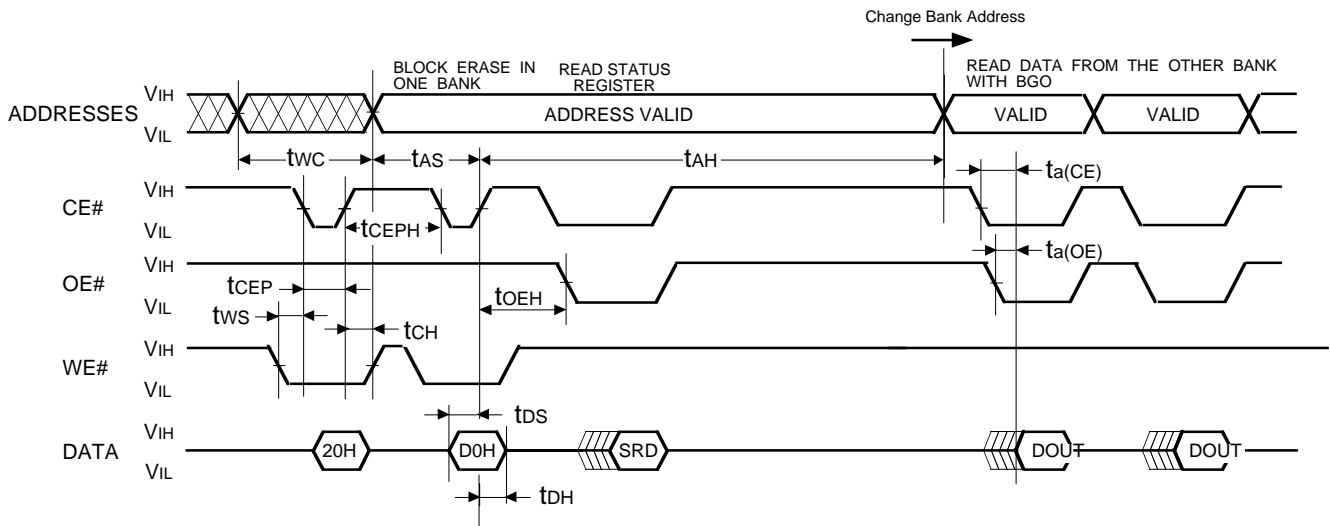 Change Bank Address
BLOCK ERASE IN
ONE BANK
READ STATUS
REGISTER
READ DATA FROM THE OTHER BANK
WITH BGO
ADDRESSES
VIH
VIL
ADDRESS VALID
VALID
VALID
tWC
tAS
tAH
ta(CE)
CE#
VIH
VIL
tCEPH
ta(OE)
OE#
VIH
VIL
tCEP
tOEH
tWS
tCH
WE#
VIH
VIL
tDS
DATA
VIH
VIL
20H
D0H
SRD
DOUT
DOUT
tDH